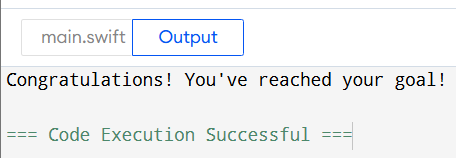 main.swift Output
Congratulations! You've reached your goal!
=== Code Execution Successful ===